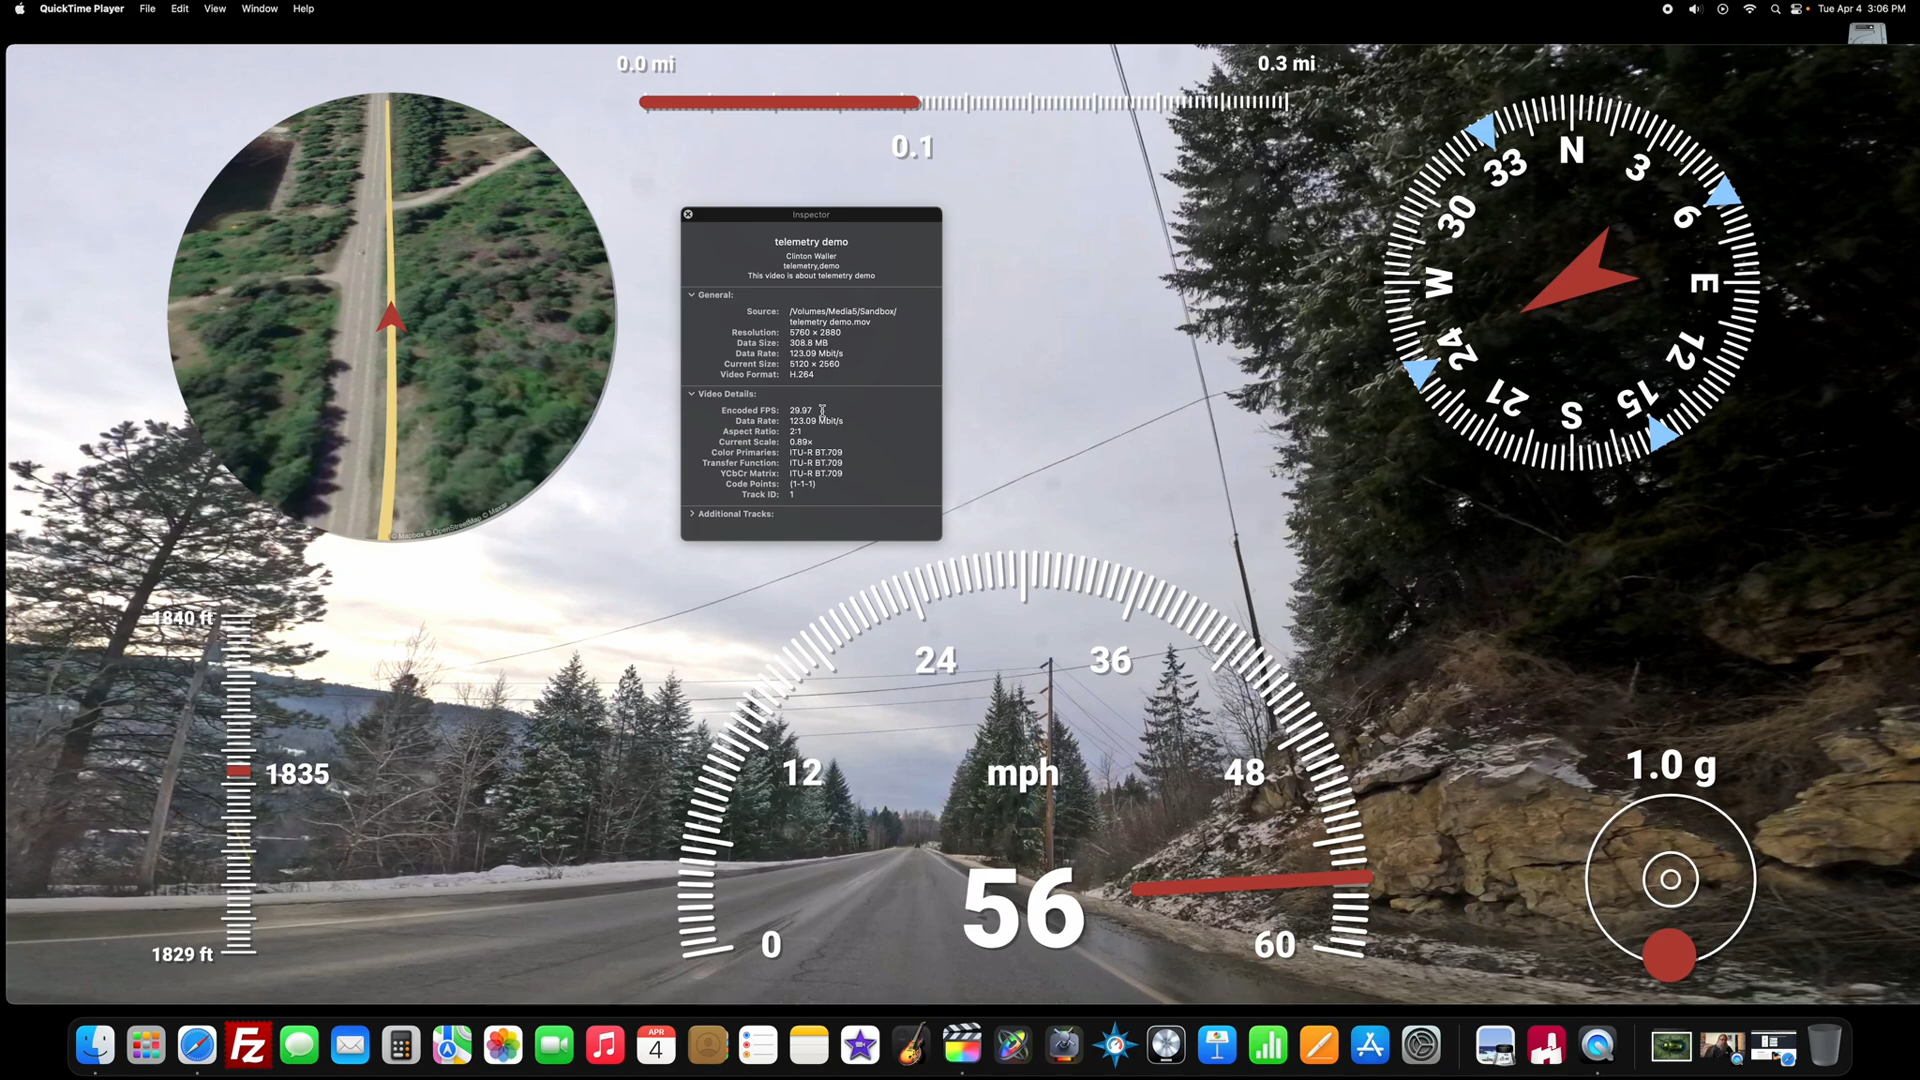 QuickTime Player File Edit View Window Help
Tue Apr 4 3:06 PM
0.0 mi
0.3 mi
0.1
N
3
6
E
12
15
S
21
24
W
30
33
© Mapbox © OpenStreetMap © Maxar
Inspector
telemetry demo
Clinton Waller
telemetry,demo
This video is about telemetry demo
General:
Source: /Volumes/Media5/Sandbox/
telemetry demo.mov
Resolution: 5760 × 2880
Data Size: 308.8 MB
Data Rate: 123.09 Mbit/s
Current Size: 5120 × 2560
Video Format: H.264
Video Details:
Encoded FPS: 29.97
Data Rate: 123.09 Mbit/s
Aspect Ratio: 2:1
Current Scale: 0.89×
Color Primaries: ITU-R BT.709
Transfer Function: ITU-R BT.709
YCbCr Matrix: ITU-R BT.709
Code Points: (1-1-1)
Track ID: 1
Additional Tracks:
1840 ft
1835
1829 ft
0
12
24
36
48
60
mph
56
1.0 g
Fz
APR
4